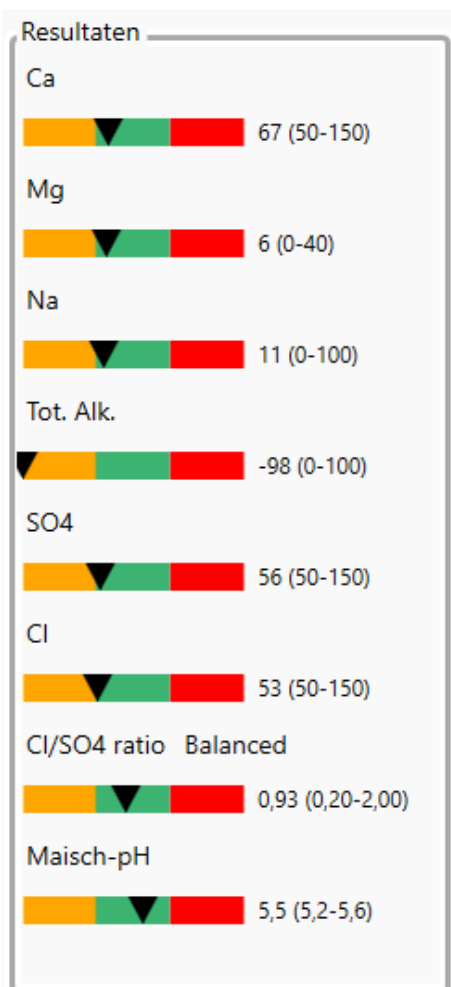 Resultaten
Ca
67 (50-150)
Mg
6 (0-40)
Na
11 (0-100)
Tot. Alk.
-98 (0-100)
SO4
56 (50-150)
Cl
53 (50-150)
Cl/SO4 ratio Balanced
0,93 (0,20-2,00)
Maisch-pH
5,5 (5,2-5,6)